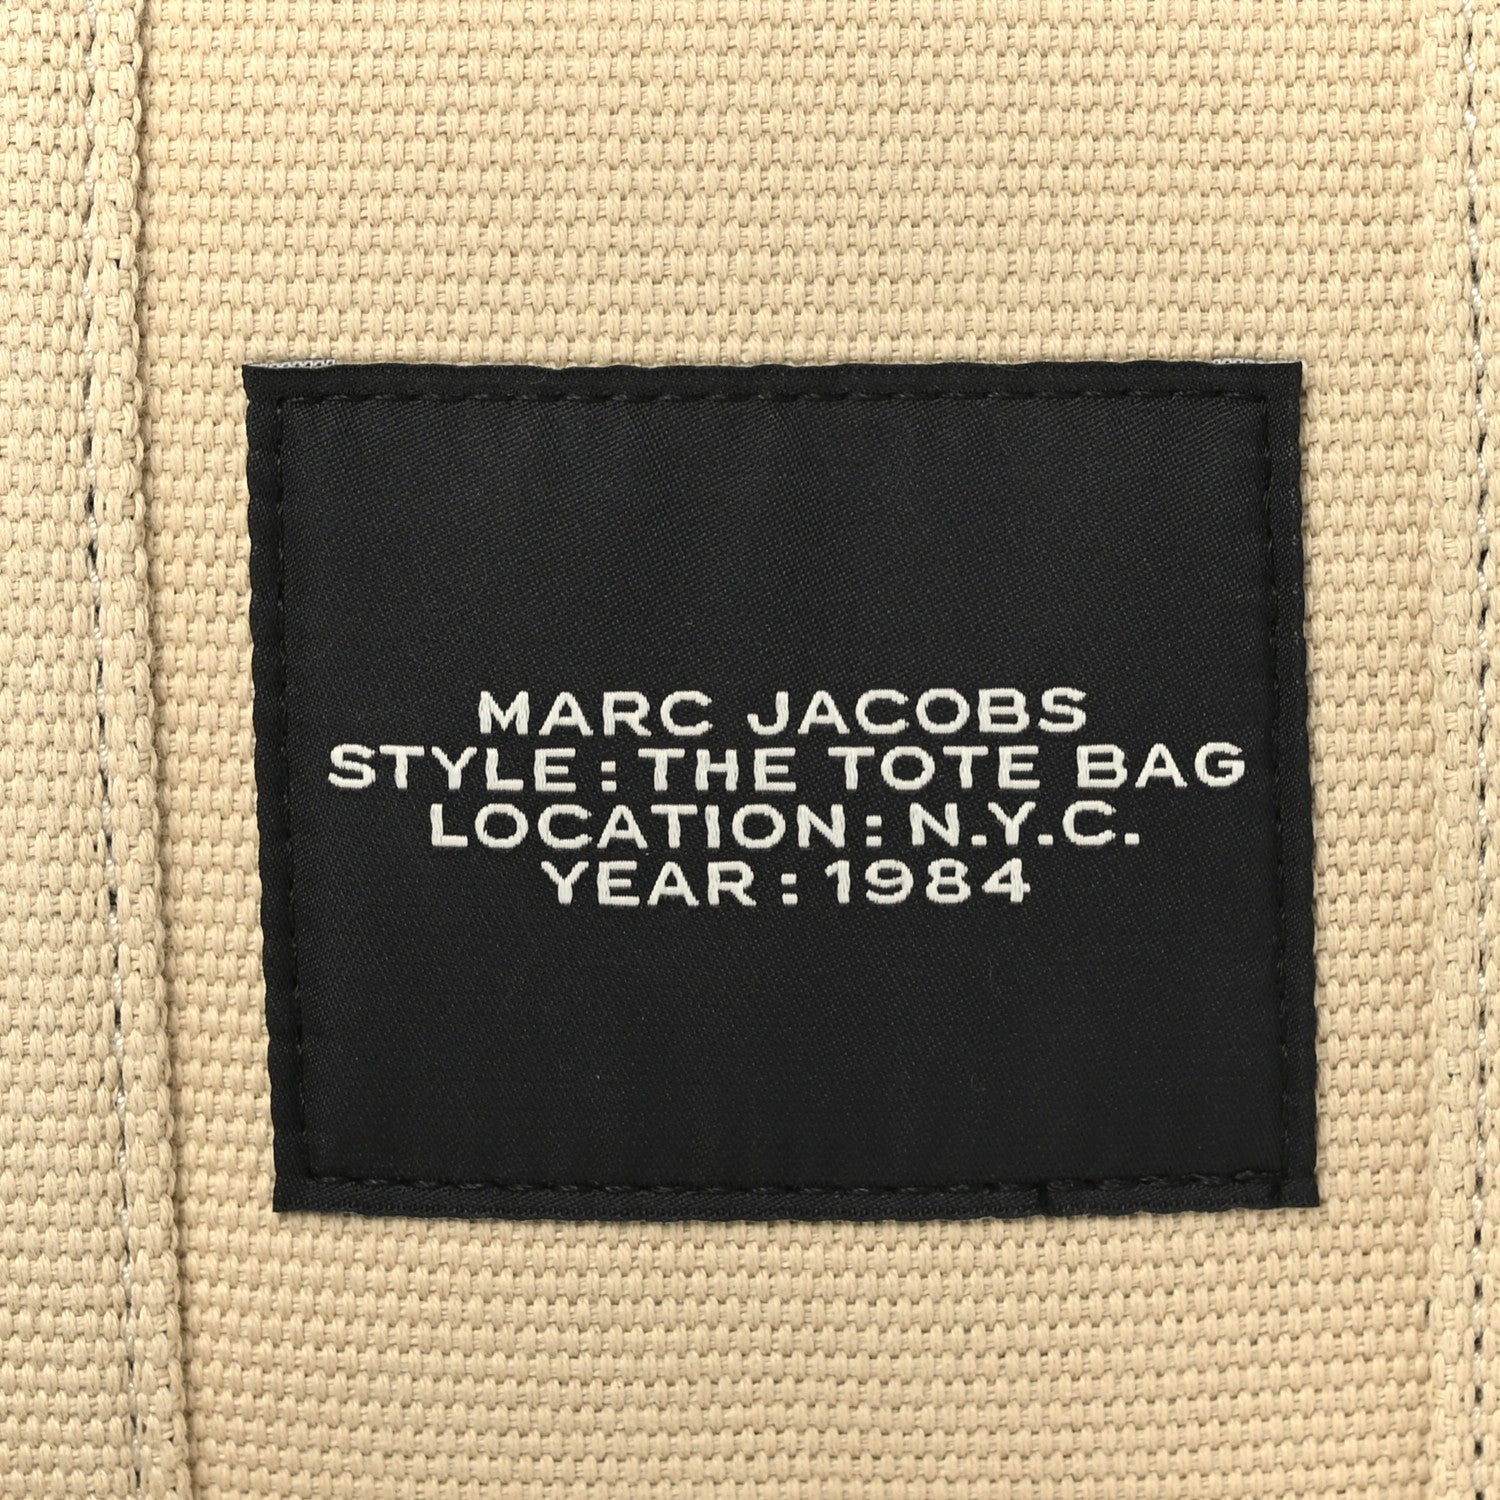 MARC JACOBS
STYLE: THE TOTE BAG
LOCATION: N.Y.C.
YEAR: 1984